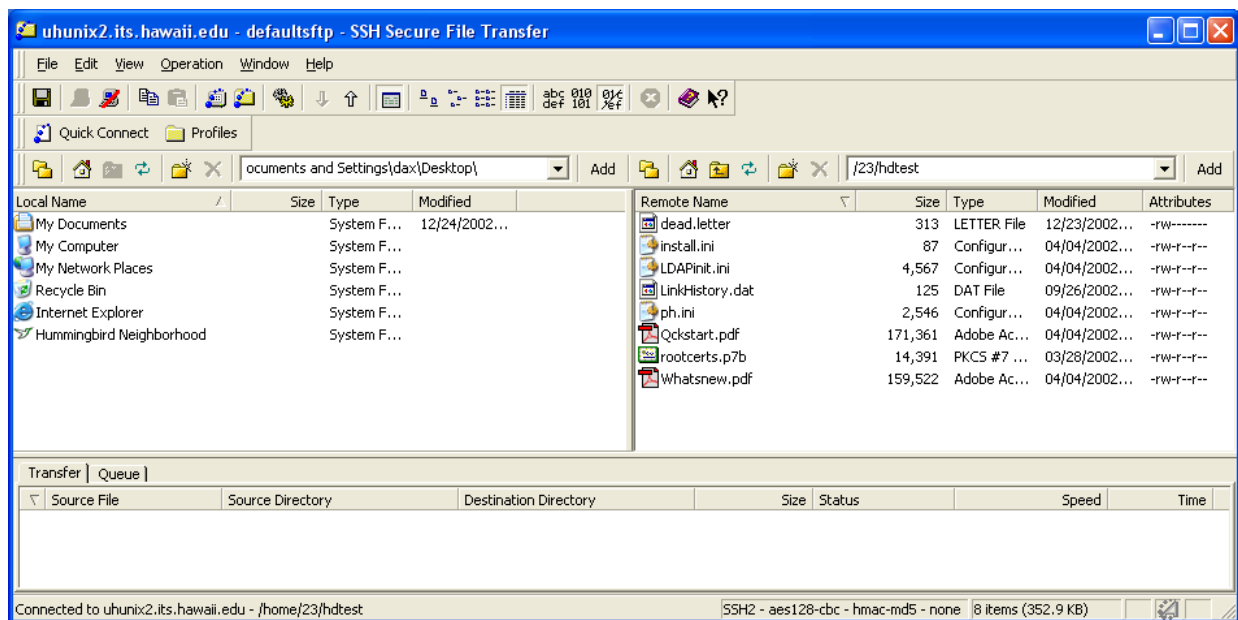 uhunix2.its.hawaii.edu - defaultsftp - SSH Secure File Transfer
File Edit View Operation Window Help
abc def 010 101
Quick Connect Profiles
ocuments and Settings\dax\Desktop\ Add /23/hdtest Add
Local Name Size Type Modified
My Documents System F... 12/24/2002...
My Computer System F...
My Network Places System F...
Recycle Bin System F...
Internet Explorer System F...
Hummingbird Neighborhood System F...
Remote Name Size Type Modified Attributes
dead.letter 313 LETTER File 12/23/2002... -rw-------
install.ini 87 Configur... 04/04/2002... -rw-r--r--
LDAPinit.ini 4,567 Configur... 04/04/2002... -rw-r--r--
LinkHistory.dat 125 DAT File 09/26/2002... -rw-r--r--
ph.ini 2,546 Configur... 04/04/2002... -rw-r--r--
Qckstart.pdf 171,361 Adobe Ac... 04/04/2002... -rw-r--r--
rootcerts.p7b 14,391 PKCS #7 ... 03/28/2002... -rw-r--r--
Whatsnew.pdf 159,522 Adobe Ac... 04/04/2002... -rw-r--r--
Transfer Queue
Source File Source Directory Destination Directory Size Status Speed Time
Connected to uhunix2.its.hawaii.edu - /home/23/hdtest SSH2 - aes128-cbc - hmac-md5 - none 8 items (352.9 KB)